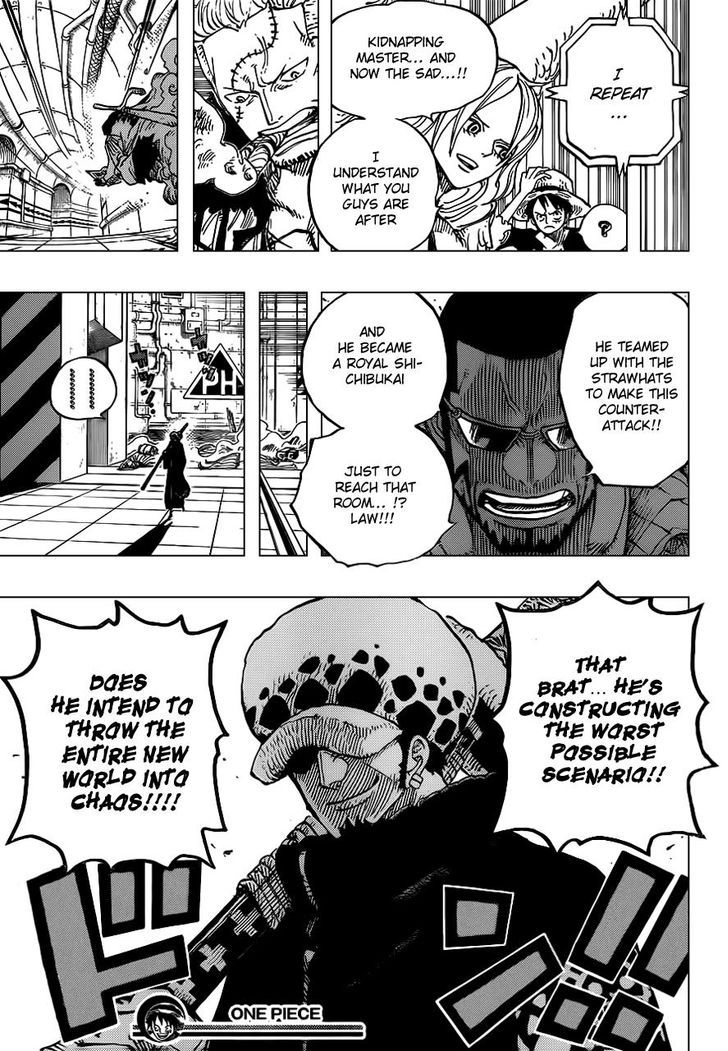 I
REPEAT
...
KIDNAPPING
MASTER... AND
NOW THE SAD...!!
I
UNDERSTAND
WHAT YOU
GUYS ARE
AFTER
?
HE TEAMED
UP WITH THE
STRAWHATS
TO MAKE THIS
COUNTER-
ATTACK!!
AND
HE BECAME
A ROYAL SHI-
CHIBUKAI
JUST TO
REACH THAT
ROOM... !?
LAW!!!
PH
THAT
BRAT... HE'S
CONSTRUCTING
THE WORST
POSSIBLE
SCENARIO!!
DOES
HE INTEND TO
THROW THE
ENTIRE NEW
WORLD INTO
CHAOS!!!!
ドン!!
ONE PIECE